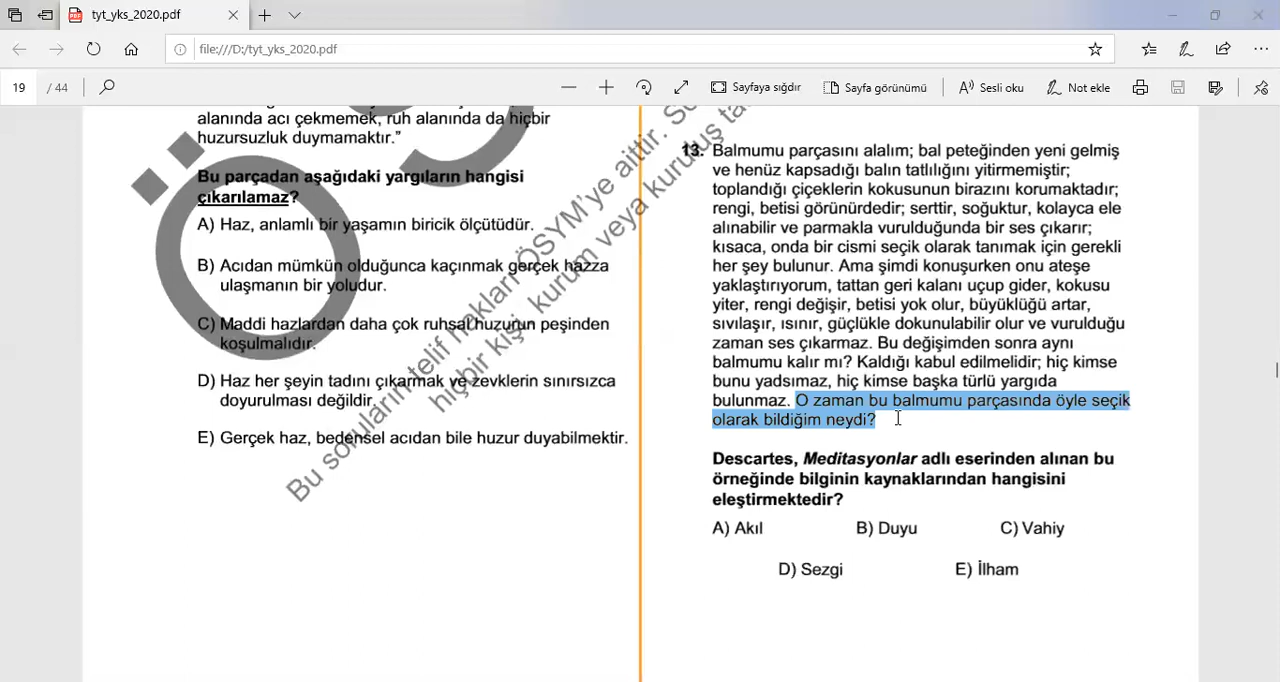 tyt_yks_2020.pdf
file:///D:/tyt_yks_2020.pdf
19 / 44
Sayfaya sığdır
Sayfa görünümü
Sesli oku
Not ekle
alanında acı çekmemek, ruh alanında da hiçbir
huzursuzluk duymamaktır.”
Bu parçadan aşağıdaki yargıların hangisi
çıkarılamaz?
A) Haz, anlamlı bir yaşamın biricik ölçütüdür.
B) Acıdan mümkün olduğunca kaçınmak gerçek hazza
ulaşmanın bir yoludur.
C) Maddi hazlardan daha çok ruhsal huzurun peşinden
koşulmalıdır.
D) Haz her şeyin tadını çıkarmak ve zevklerin sınırsızca
doyurulması değildir.
E) Gerçek haz, bedensel acıdan bile huzur duyabilmektir.
Bu soruların telif hakları ÖSYM’ye aittir.
hiçbir kişi, kurum veya kuruluş
13. Balmumu parçasını alalım; bal peteğinden yeni gelmiş
ve henüz kapsadığı balın tatlılığını yitirmemiştir;
toplandığı çiçeklerin kokusunun birazını korumaktadır;
rengi, betisi görünürdedir; serttir, soğuktur, kolayca ele
alınabilir ve parmakla vurulduğunda bir ses çıkarır;
kısaca, onda bir cismi seçik olarak tanımak için gerekli
her şey bulunur. Ama şimdi konuşurken onu ateşe
yaklaştırıyorum, tattan geri kalanı uçup gider, kokusu
yiter, rengi değişir, betisi yok olur, büyüklüğü artar,
sıvılaşır, ısınır, güçlükle dokunulabilir olur ve vurulduğu
zaman ses çıkarmaz. Bu değişimden sonra aynı
balmumu kalır mı? Kaldığı kabul edilmelidir; hiç kimse
bunu yadsımaz, hiç kimse başka türlü yargıda
bulunmaz. O zaman bu balmumu parçasında öyle seçik
olarak bildiğim neydi?
Descartes, Meditasyonlar adlı eserinden alınan bu
örneğinde bilginin kaynaklarından hangisini
eleştirmektedir?
A) Akıl B) Duyu C) Vahiy
D) Sezgi E) İlham